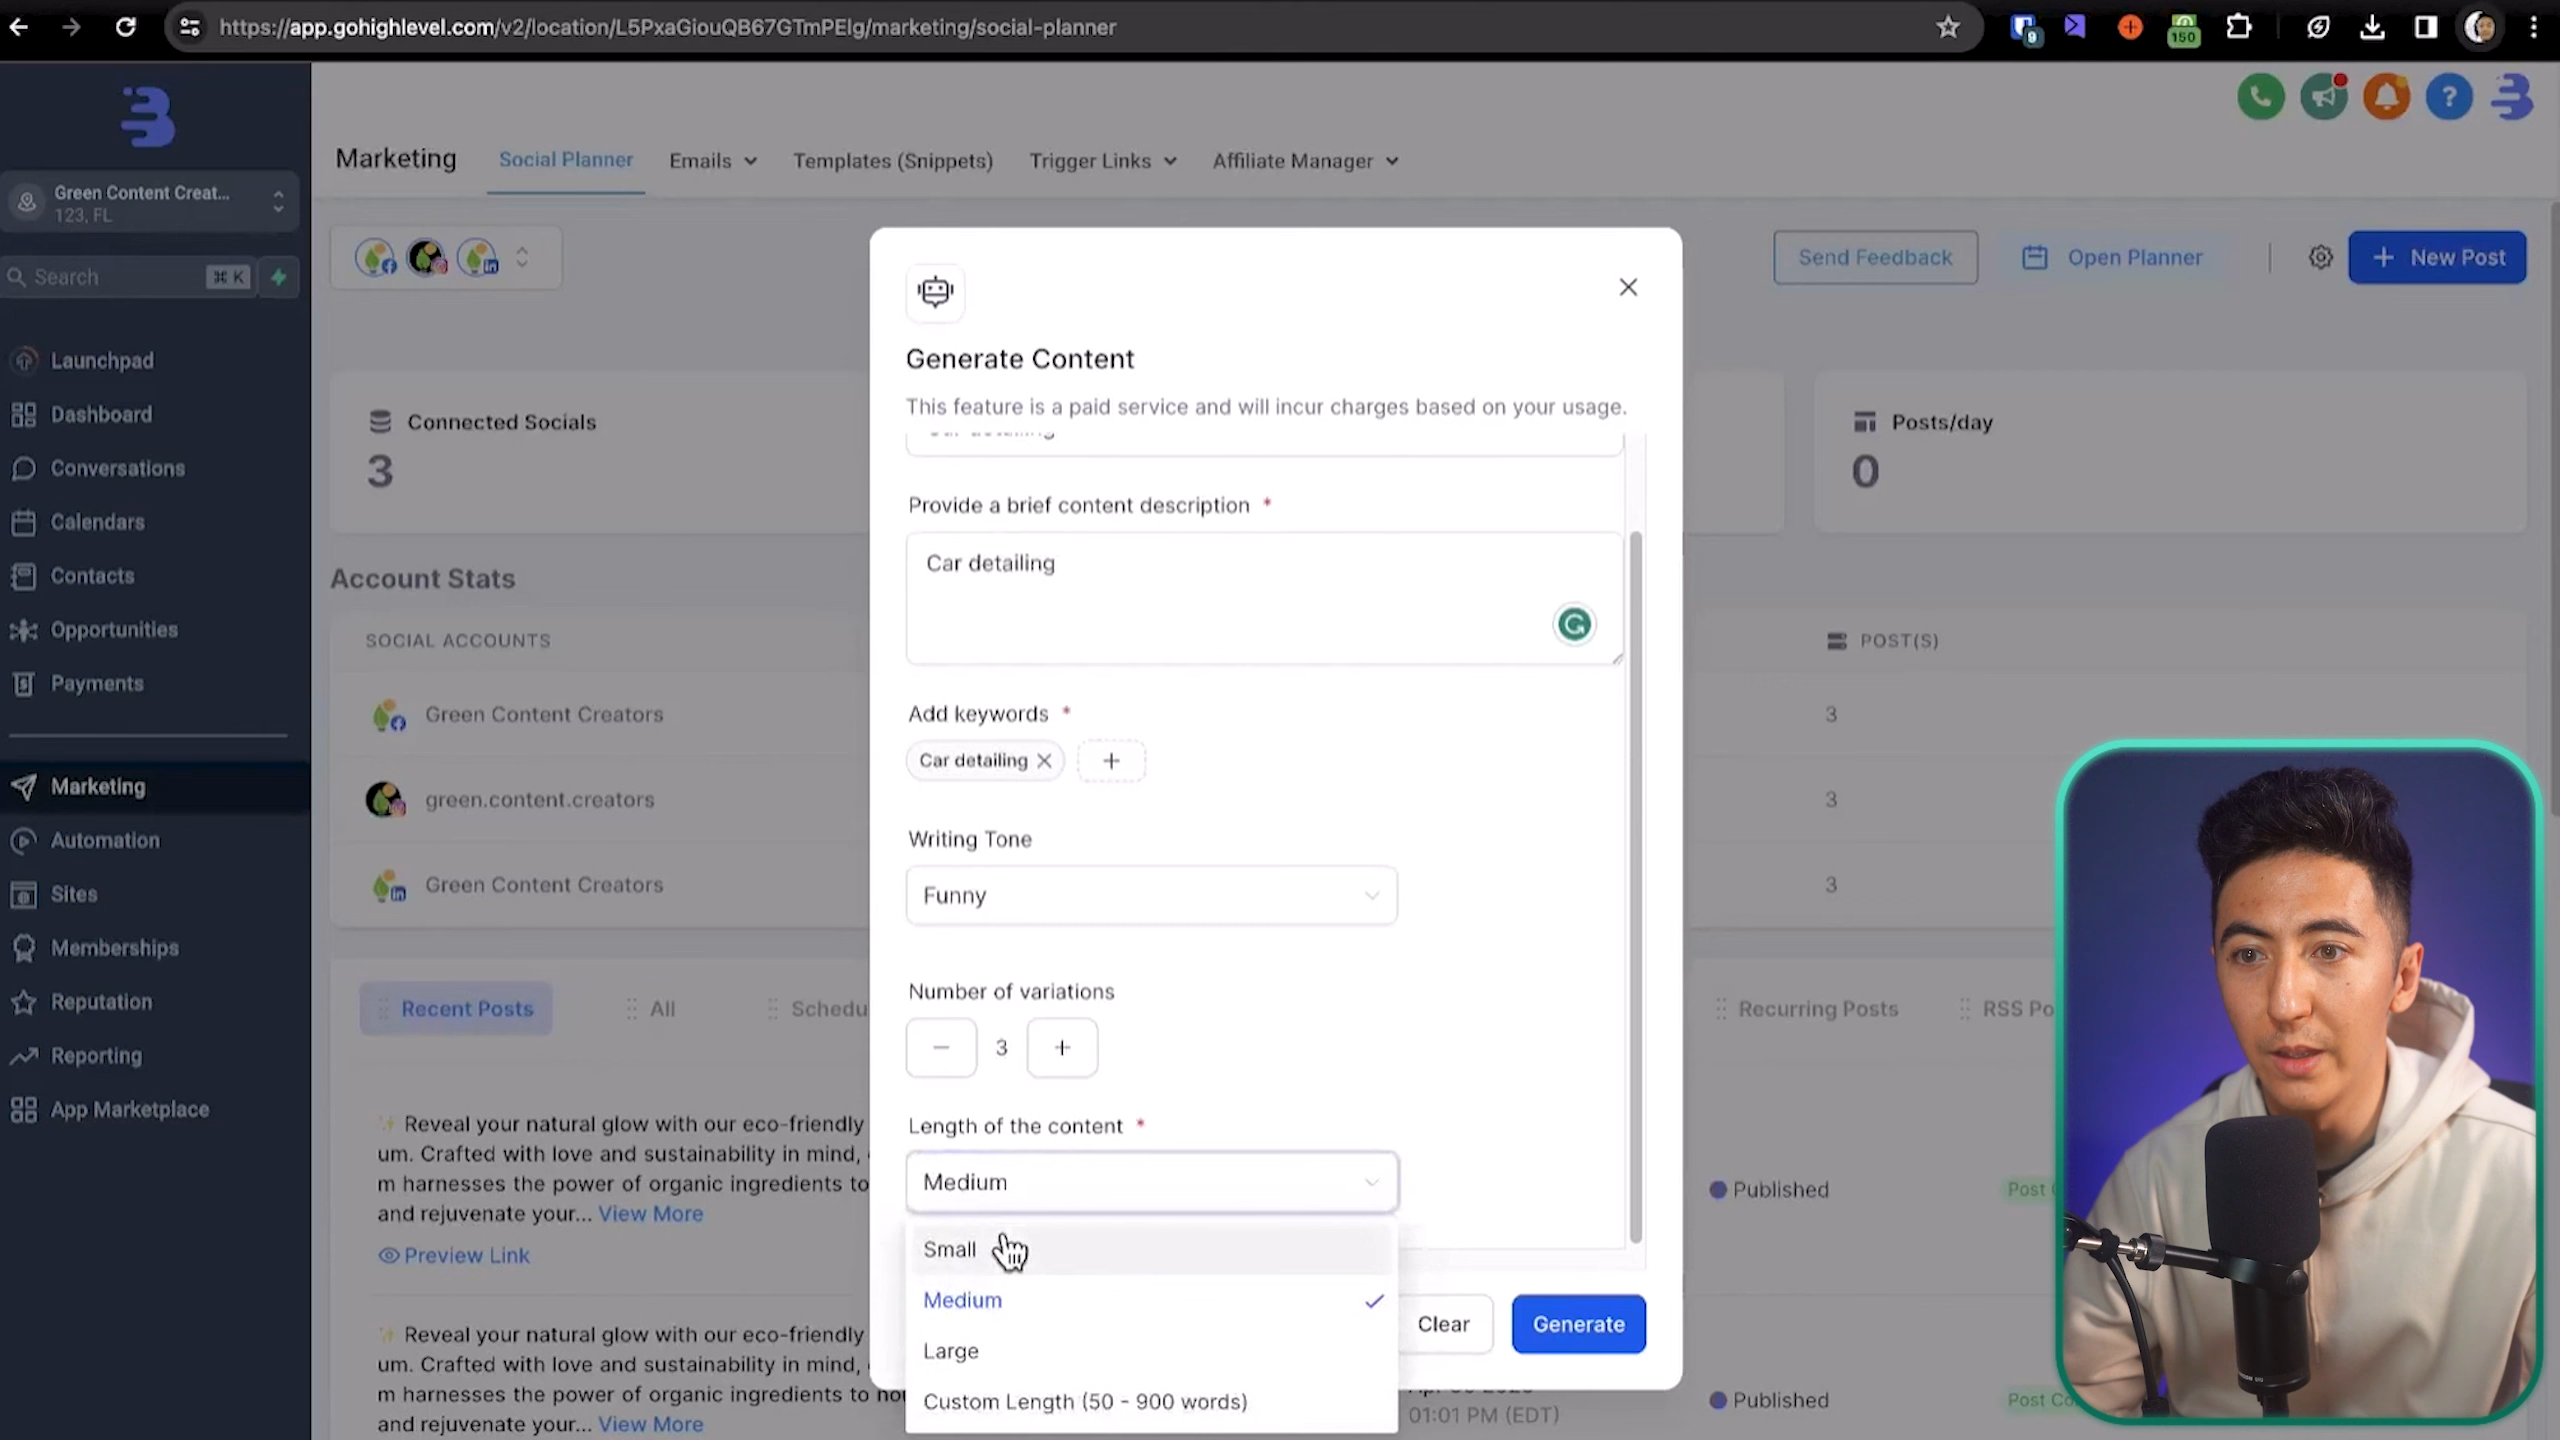 https://app.gohighlevel.com/v2/location/L5PxaGiouQB67GTmPElg/marketing/social-planner
9
150
Green Content Creat...
123, FL
Search ⌘ K
Launchpad
Dashboard
Conversations
Calendars
Contacts
Opportunities
Payments
Marketing
Automation
Sites
Memberships
Reputation
Reporting
App Marketplace
Marketing Social Planner Emails Templates (Snippets) Trigger Links Affiliate Manager
Send Feedback Open Planner + New Post
Connected Socials
3
Posts/day
0
Account Stats
SOCIAL ACCOUNTS POST(S)
Green Content Creators 3
green.content.creators 3
Green Content Creators 3
Recent Posts All Schedu Recurring Posts RSS Po
✨ Reveal your natural glow with our eco-friendly
um. Crafted with love and sustainability in mind,
m harnesses the power of organic ingredients to
and rejuvenate your... View More
Preview Link
Published Post
✨ Reveal your natural glow with our eco-friendly
um. Crafted with love and sustainability in mind,
m harnesses the power of organic ingredients to
and rejuvenate your... View More
01:01 PM (EDT)
Published Post
Generate Content
This feature is a paid service and will incur charges based on your usage.
Provide a brief content description *
Car detailing
Add keywords *
Car detailing
Writing Tone
Funny
Number of variations
3
Length of the content *
Medium
Small
Medium
Large
Custom Length (50 - 900 words)
Clear Generate